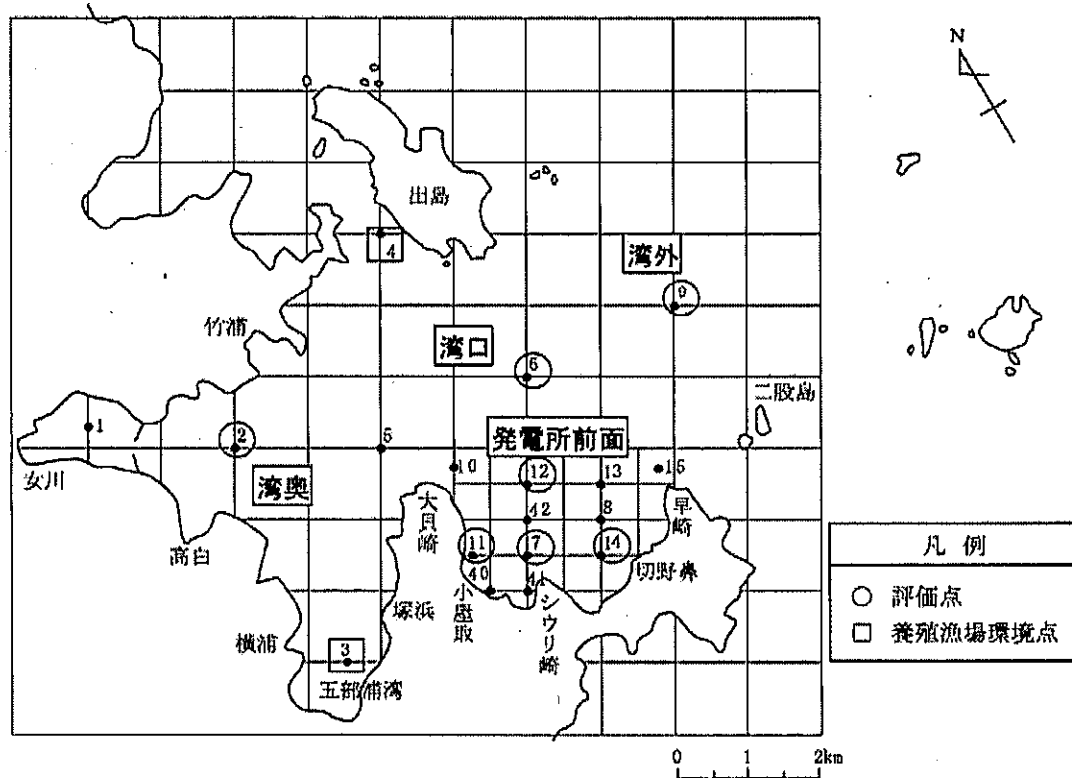 N
出島
4
湾外
9
竹浦
湾口
6
二股島
発電所前面
1
2
5
10
12
13
15
女川
湾奥
大貝崎
42
8
早崎
高白
11
7
14
切野鼻
40
41
小屋取
シウリ崎
塚浜
横浦
3
五部浦湾
凡例
○ 評価点
□ 養殖漁場環境点
0 1 2km